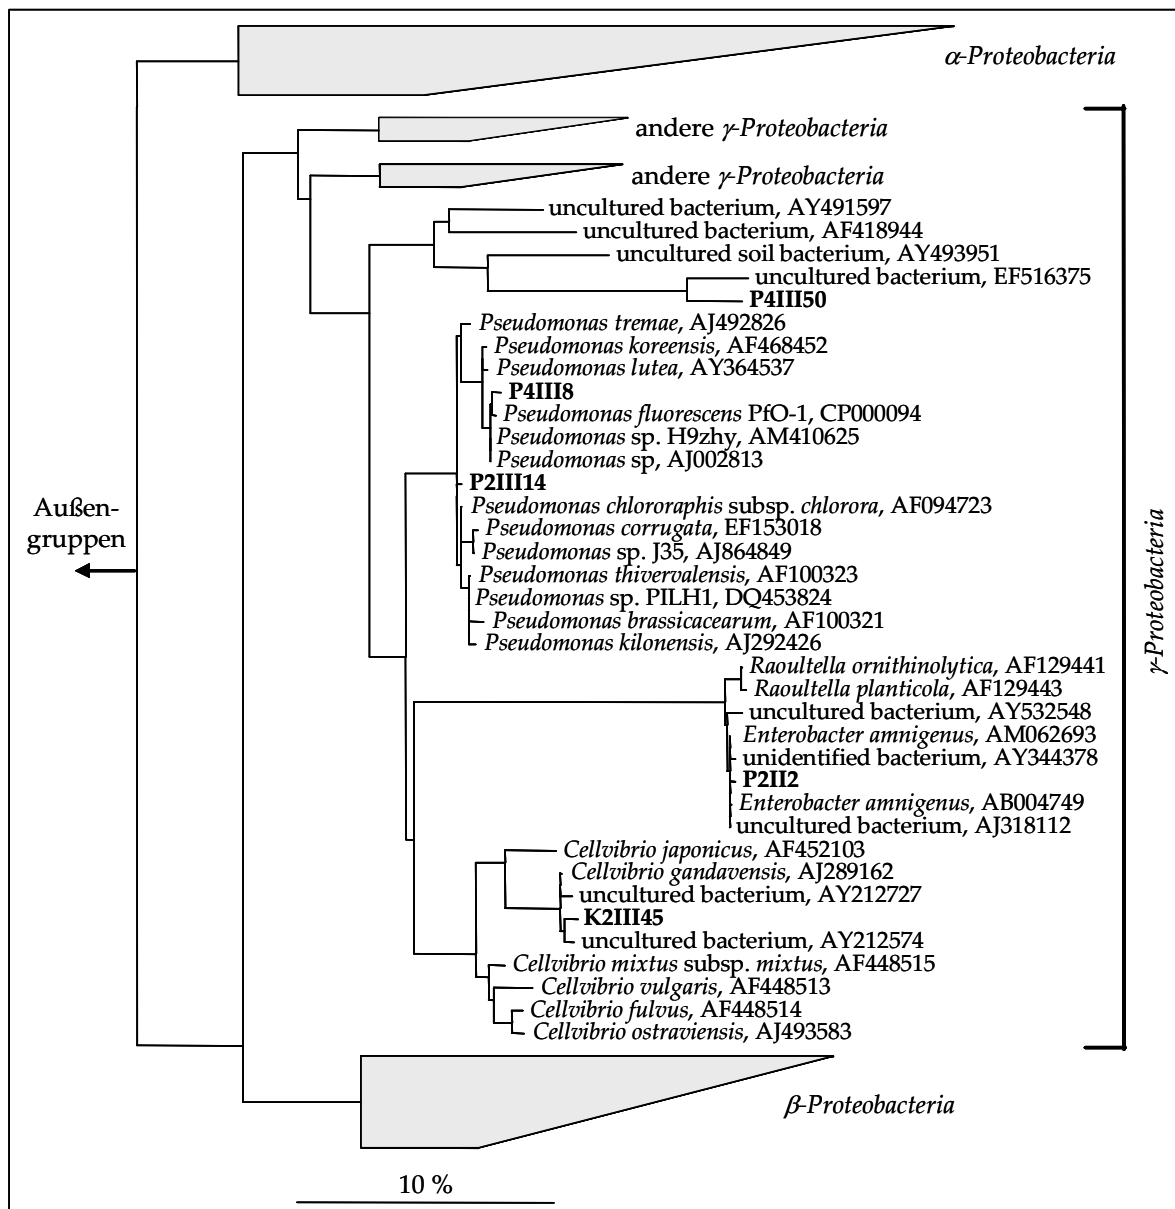 α-Proteobacteria
andere γ-Proteobacteria
andere γ-Proteobacteria
uncultured bacterium, AY491597
uncultured bacterium, AF418944
uncultured soil bacterium, AY493951
uncultured bacterium, EF516375
P4III50
Pseudomonas tremae, AJ492826
Pseudomonas koreensis, AF468452
Pseudomonas lutea, AY364537
P4III8
Pseudomonas fluorescens PfO-1, CP000094
Pseudomonas sp. H9zhy, AM410625
Pseudomonas sp, AJ002813
P2III14
Pseudomonas chlororaphis subsp. chlorora, AF094723
Pseudomonas corrugata, EF153018
Pseudomonas sp. J35, AJ864849
Pseudomonas thivervalensis, AF100323
Pseudomonas sp. PILH1, DQ453824
Pseudomonas brassicacearum, AF100321
Pseudomonas kilonensis, AJ292426
Raoultella ornithinolytica, AF129441
Raoultella planticola, AF129443
uncultured bacterium, AY532548
Enterobacter amnigenus, AM062693
unidentified bacterium, AY344378
P2II2
Enterobacter amnigenus, AB004749
uncultured bacterium, AJ318112
Cellvibrio japonicus, AF452103
Cellvibrio gandavensis, AJ289162
uncultured bacterium, AY212727
K2III45
uncultured bacterium, AY212574
Cellvibrio mixtus subsp. mixtus, AF448515
Cellvibrio vulgaris, AF448513
Cellvibrio fulvus, AF448514
Cellvibrio ostraviensis, AJ493583
β-Proteobacteria
Außen-
gruppen
γ-Proteobacteria
10 %